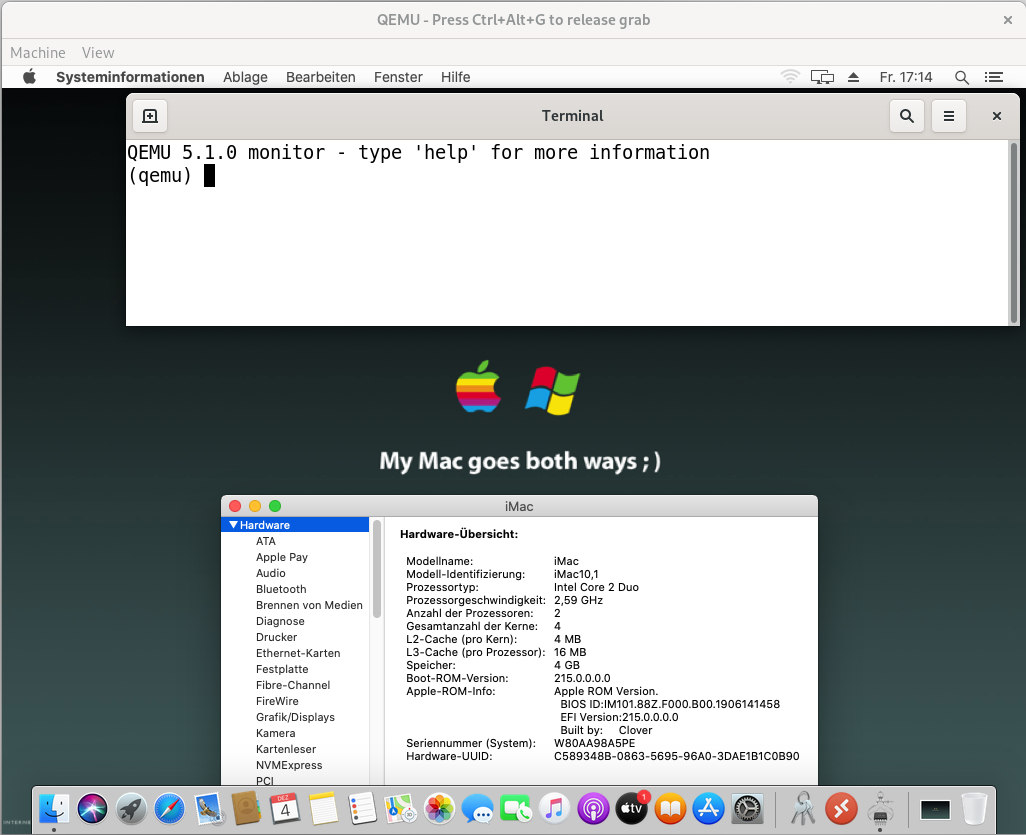 QEMU - Press Ctrl+Alt+G to release grab
Machine View
Systeminformationen Ablage Bearbeiten Fenster Hilfe Fr. 17:14
Terminal
QEMU 5.1.0 monitor - type 'help' for more information
(qemu)
My Mac goes both ways ; )
iMac
Hardware
ATA
Apple Pay
Audio
Bluetooth
Brennen von Medien
Diagnose
Drucker
Ethernet-Karten
Festplatte
Fibre-Channel
FireWire
Grafik/Displays
Kamera
Kartenleser
NVMExpress
PCI
Hardware-Übersicht:
Modellname: iMac
Modell-Identifizierung: iMac10,1
Prozessortyp: Intel Core 2 Duo
Prozessorgeschwindigkeit: 2,59 GHz
Anzahl der Prozessoren: 2
Gesamtanzahl der Kerne: 4
L2-Cache (pro Kern): 4 MB
L3-Cache (pro Prozessor): 16 MB
Speicher: 4 GB
Boot-ROM-Version: 215.0.0.0.0
Apple-ROM-Info: Apple ROM Version.
BIOS ID:IM101.88Z.F000.B00.1906141458
EFI Version:215.0.0.0.0
Built by: Clover
Seriennummer (System): W80AA98A5PE
Hardware-UUID: C589348B-0863-5695-96A0-3DAE1B1C0B90
DEZ
4
3D
tv
1